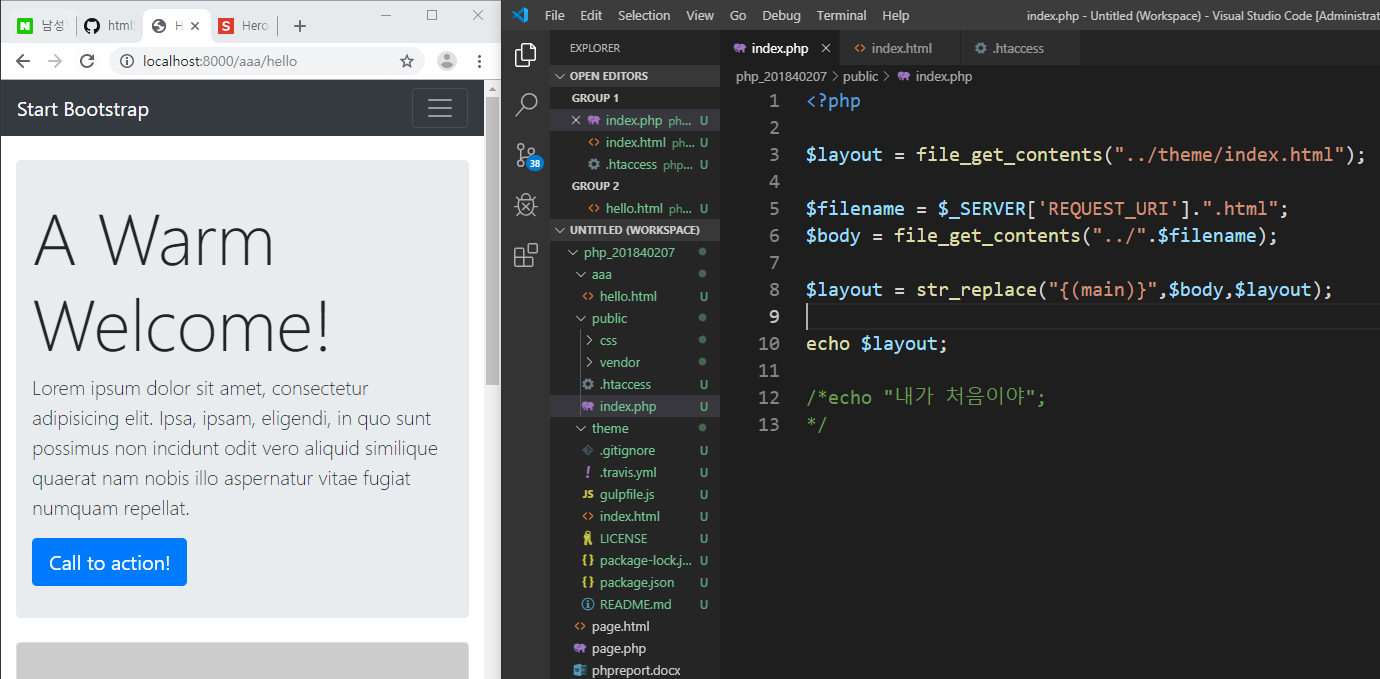 남성
html
H
Hero
localhost:8000/aaa/hello
Start Bootstrap
A Warm
Welcome!
Lorem ipsum dolor sit amet, consectetur
adipisicing elit. Ipsa, ipsam, eligendi, in quo sunt
possimus non incidunt odit vero aliquid similique
quaerat nam nobis illo aspernatur vitae fugiat
numquam repellat.
Call to action!
File Edit Selection View Go Debug Terminal Help
index.php - Untitled (Workspace) - Visual Studio Code [Administrat
38
EXPLORER
OPEN EDITORS
GROUP 1
index.php ph... U
index.html ph... U
.htaccess php... U
GROUP 2
hello.html ph... U
UNTITLED (WORKSPACE)
php_201840207
aaa
hello.html U
public
css
vendor
.htaccess U
index.php U
theme
.gitignore U
.travis.yml U
JS gulpfile.js U
index.html U
LICENSE U
package-lock.j... U
package.json U
README.md U
page.html
page.php
phpreport.docx
index.php
index.html
.htaccess
php_201840207 > public > index.php
1 <?php
2
3 $layout = file_get_contents("../theme/index.html");
4
5 $filename = $_SERVER['REQUEST_URI'].".html";
6 $body = file_get_contents("../".$filename);
7
8 $layout = str_replace("{(main)}",$body,$layout);
9
10 echo $layout;
11
12 /*echo "내가 처음이야";
13 */